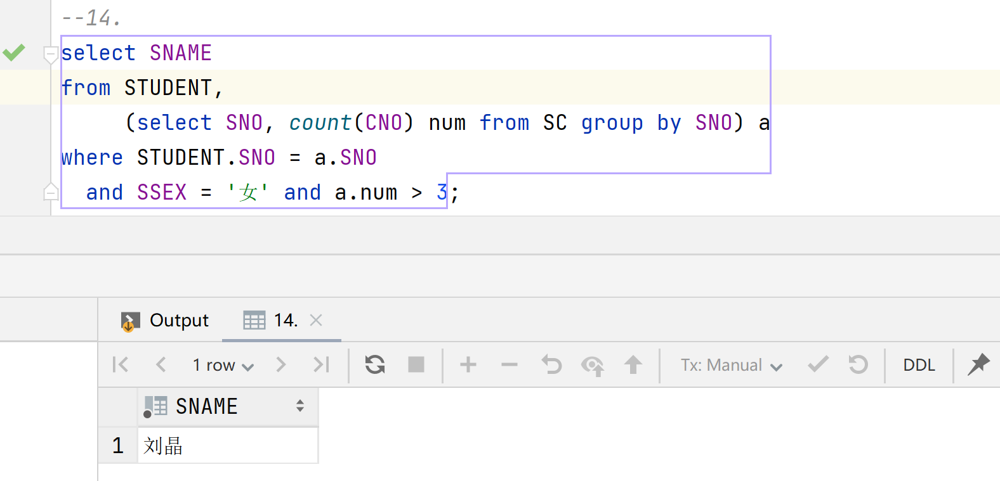 --14.
select SNAME
from STUDENT,
(select SNO, count(CNO) num from SC group by SNO) a
where STUDENT.SNO = a.SNO
and SSEX = '女' and a.num > 3;
Output 14.
1 row Tx: Manual DDL
SNAME
1 刘晶